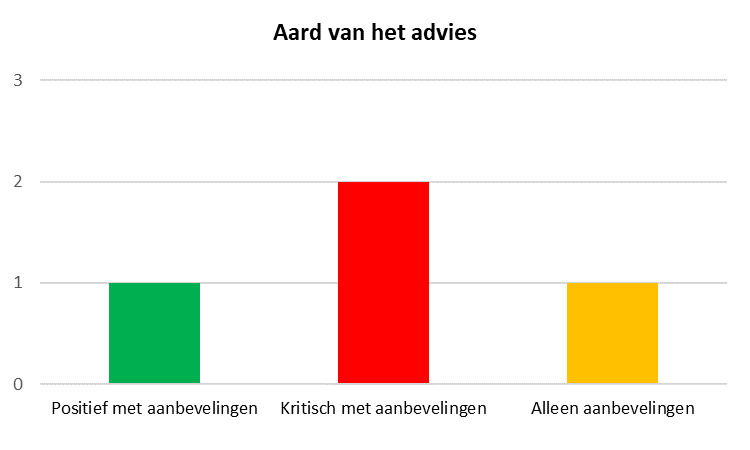 Aard van het advies
3
2
1
0
Positief met aanbevelingen
Kritisch met aanbevelingen
Alleen aanbevelingen